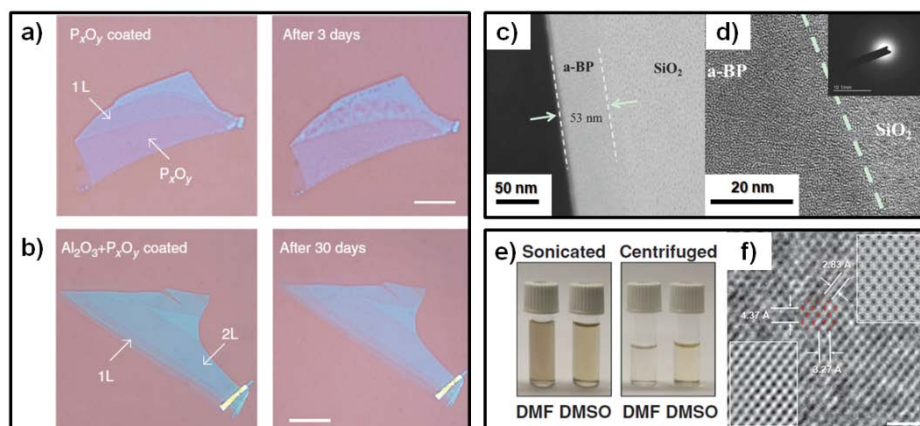 a)
PxOy coated
After 3 days
1 L
PxOy
b)
Al2O3+PxOy coated
After 30 days
1L
2L
c)
a-BP
SiO2
53 nm
50 nm
d)
a-BP
SiO2
20 nm
e)
Sonicated
Centrifuged
DMF DMSO
DMF DMSO
f)
2.83 Å
4.37 Å
3.27 Å